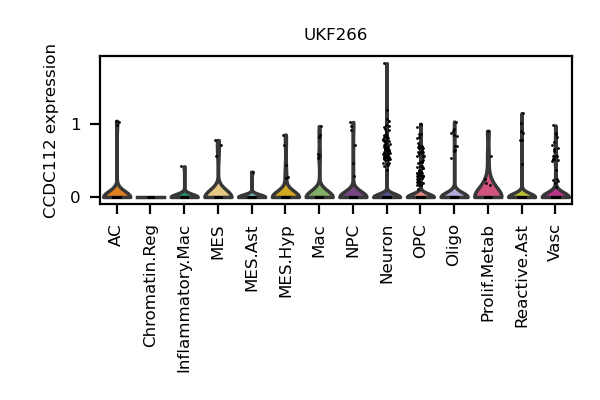 UKF266
CCDC112 expression
1
0
AC
Chromatin.Reg
Inflammatory.Mac
MES
MES.Ast
MES.Hyp
Mac
NPC
Neuron
OPC
Oligo
Prolif.Metab
Reactive.Ast
Vasc